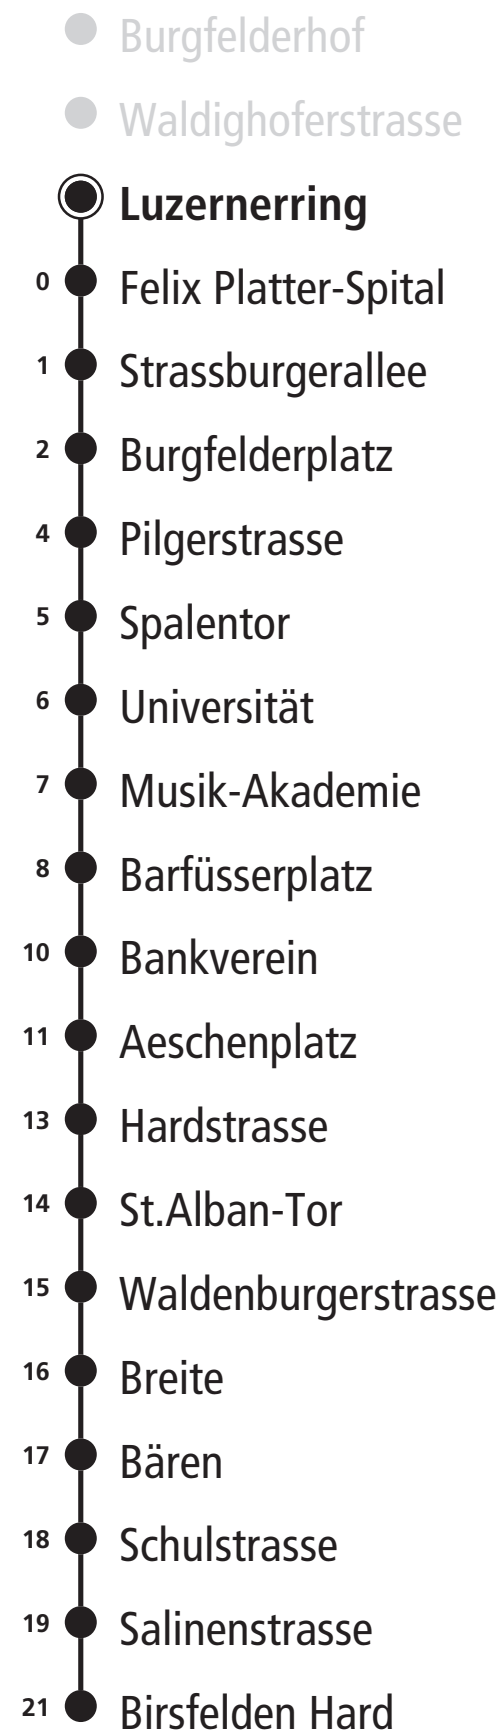 Burgfelderhof
Waldighoferstrasse
Luzernerring
0 Felix Platter-Spital
1 Strassburgerallee
2 Burgfelderplatz
4 Pilgerstrasse
5 Spalentor
6 Universität
7 Musik-Akademie
8 Barfüsserplatz
10 Bankverein
11 Aeschenplatz
13 Hardstrasse
14 St.Alban-Tor
15 Waldenburgerstrasse
16 Breite
17 Bären
18 Schulstrasse
19 Salinenstrasse
21 Birsfelden Hard